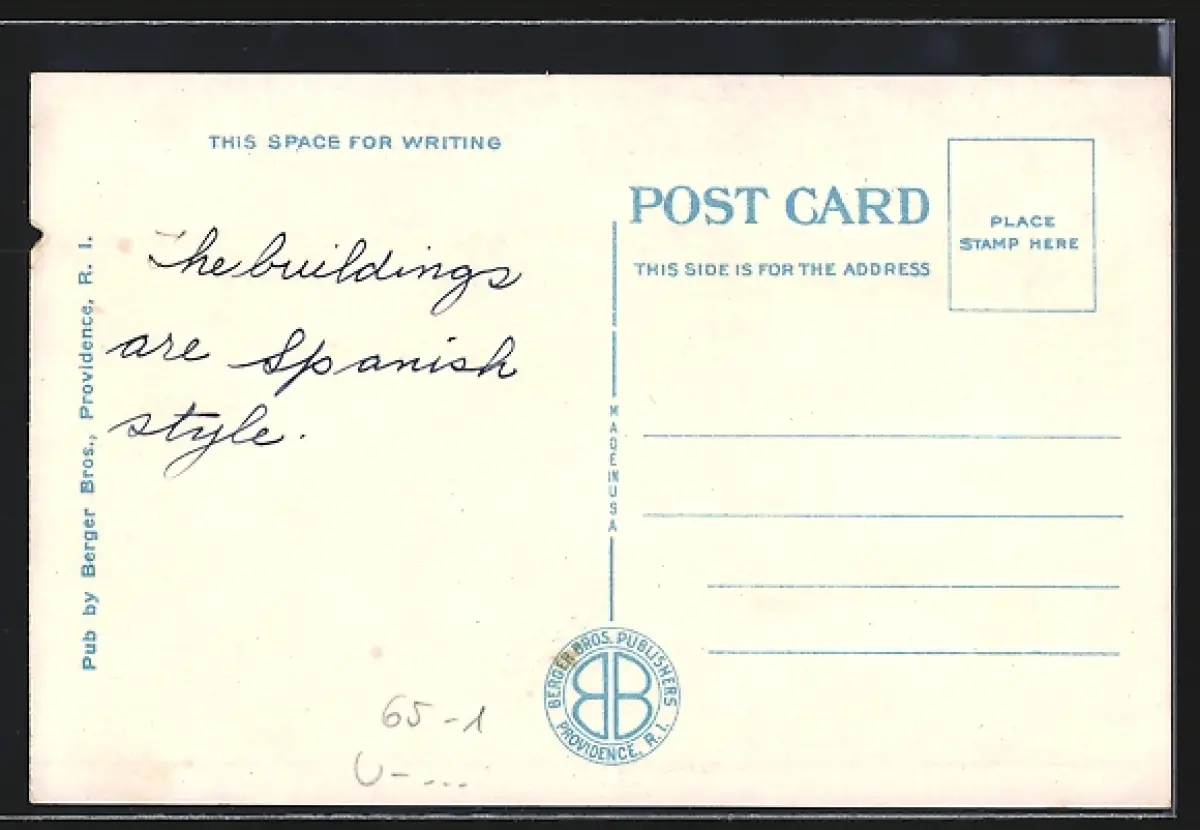 THIS SPACE FOR WRITING
The buildings
are Spanish
style.
Pub by Berger Bros., Providence, R. I.
POST CARD
THIS SIDE IS FOR THE ADDRESS
PLACE
STAMP HERE
MADE IN USA
BERGER BROS. PUBLISHERS
PROVIDENCE, R. I.
BB
65-1